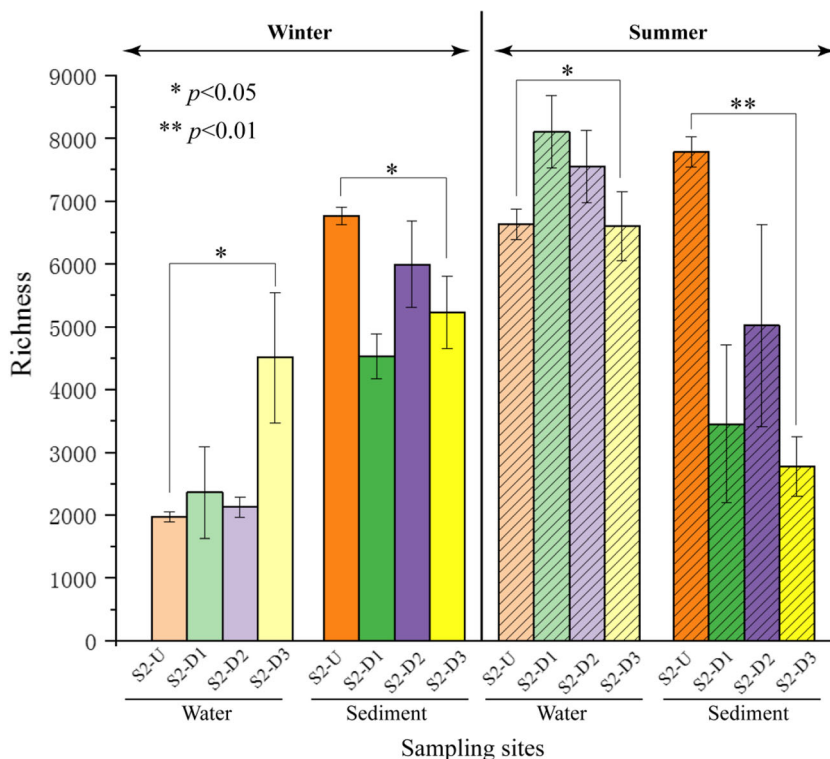 Winter
Summer
9000
8000
7000
6000
5000
4000
3000
2000
1000
0
Richness
* p<0.05
** p<0.01
*
*
*
**
S2-U
S2-D1
S2-D2
S2-D3
S2-U
S2-D1
S2-D2
S2-D3
S2-U
S2-D1
S2-D2
S2-D3
S2-U
S2-D1
S2-D2
S2-D3
Water
Sediment
Water
Sediment
Sampling sites